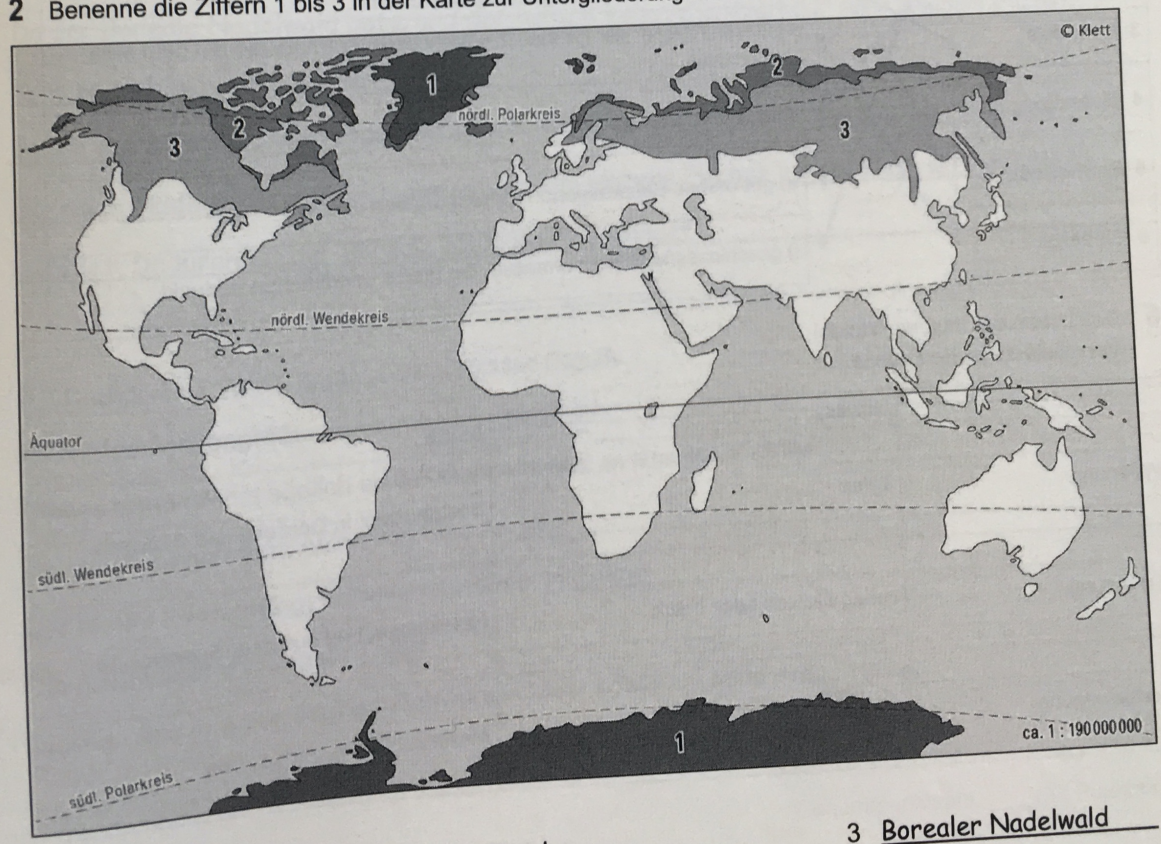 2 Benenne die Ziffern 1 bis 3 in der Karte zur
© Klett
1
2
2
nördl. Polarkreis
3
3
nördl. Wendekreis
Äquator
südl. Wendekreis
1
ca. 1 : 190 000 000
südl. Polarkreis
3 Borealer Nadelwald